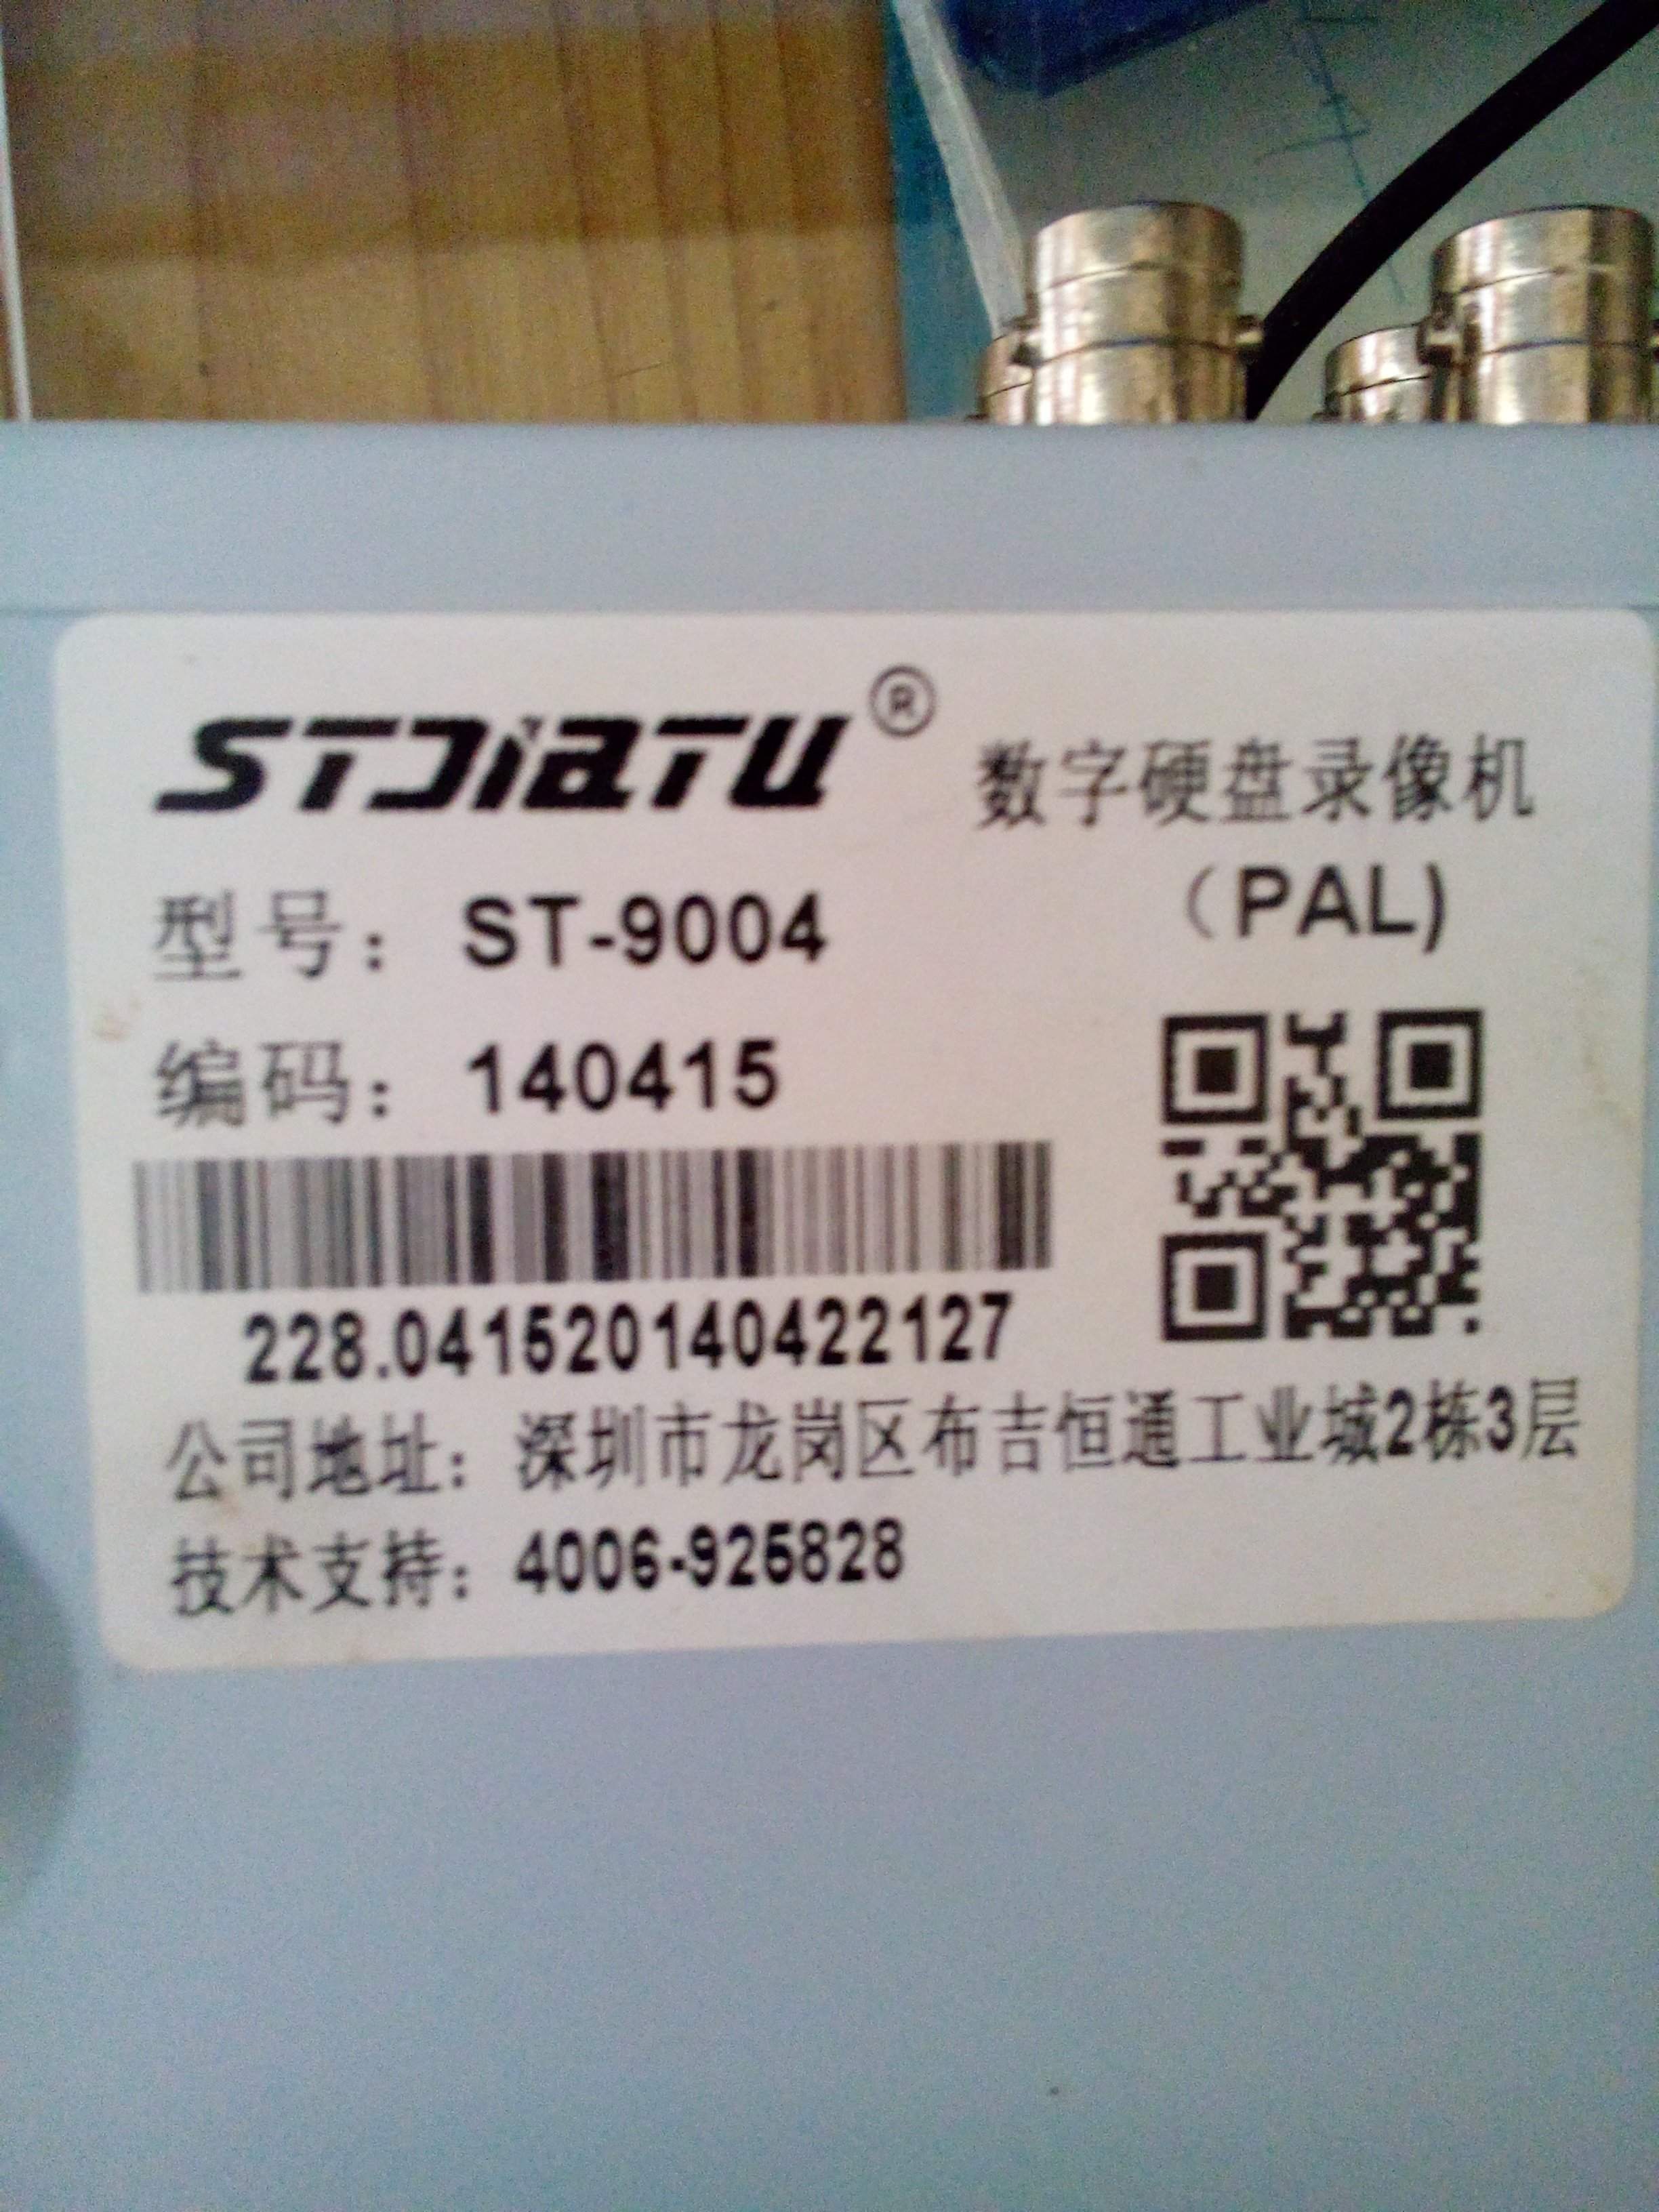 STJiaTU® 数字硬盘录像机
（PAL)
型号：ST-9004
编码：140415
228.041520140422127
公司地址：深圳市龙岗区布吉恒通工业城2栋3层
技术支持：4006-925828